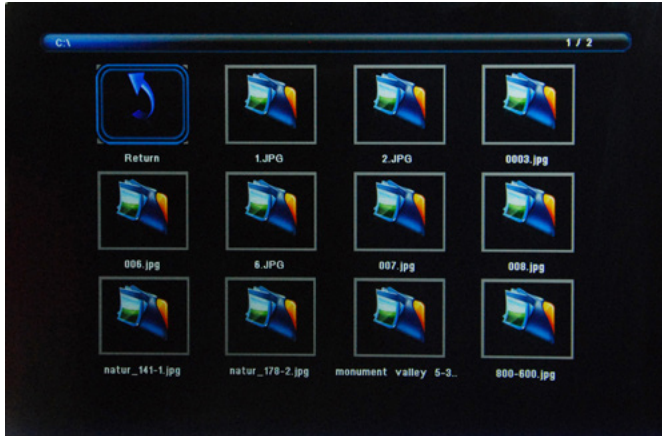 C:\ 1 / 2
Return 1.JPG 2.JPG 0003.jpg
006.jpg 6.JPG 007.jpg 008.jpg
natur_141-1.jpg natur_178-2.jpg monument valley 5-3.. 800-600.jpg